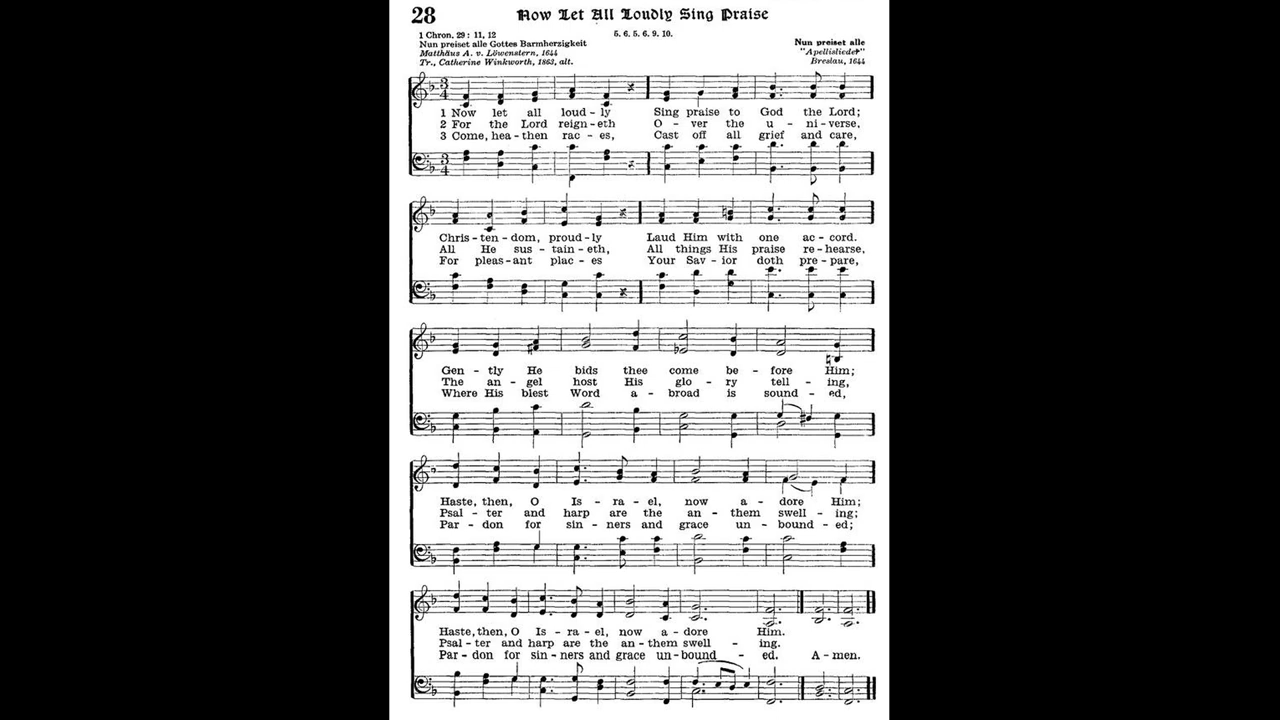 28 Now Let All Loudly Sing Praise
1 Chron. 29: 11, 12
5. 6. 5. 6. 9. 10.
Nun preiset alle Gottes Barmherzigkeit
Nun preiset alle
Matthäus A. v. Löwenstern, 1644
"Apelleslieder"
Tr., Catherine Winkworth, 1863, alt.
Breslau, 1644
1 Now let all loud - ly Sing praise to God the Lord;
2 For the Lord reign - eth O - ver the u - ni - verse,
3 Come, hea - then rac - es, Cast off all grief and care,
Chris - ten - dom, proud - ly Laud Him with one ac - cord.
All He sus - tain - eth, All things His praise re - hearse,
For pleas - ant plac - es Your Sav - ior doth pre - pare,
Gen - tly He bids thee come be - fore Him;
The an - gel host His glo - ry tell - ing,
Where His blest Word a - broad is sound - ed,
Haste, then, O Is - ra - el, now a - dore Him;
Psal - ter and harp are the an - them swell - ing;
Par - don for sin - ners and grace un - bound - ed;
Haste, then, O Is - ra - el, now a - dore Him.
Psal - ter and harp are the an - them swell - ing.
Par - don for sin - ners and grace un - bound - ed. A - men.